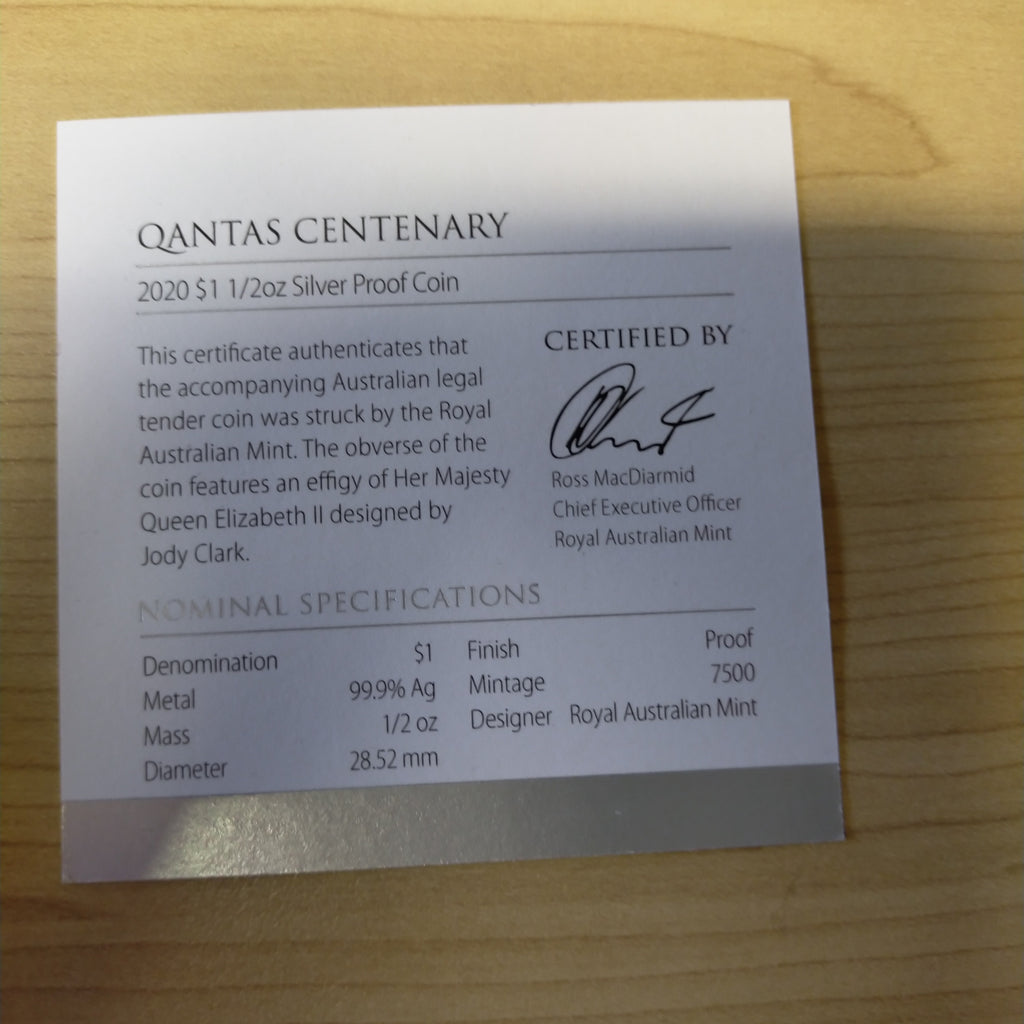 QANTAS CENTENARY
2020 $1 1/2oz Silver Proof Coin
This certificate authenticates that
the accompanying Australian legal
tender coin was struck by the Royal
Australian Mint. The obverse of the
coin features an effigy of Her Majesty
Queen Elizabeth II designed by
Jody Clark.
CERTIFIED BY
Ross MacDiarmid
Chief Executive Officer
Royal Australian Mint
NOMINAL SPECIFICATIONS
Denomination $1
Metal 99.9% Ag
Mass 1/2 oz
Diameter 28.52 mm
Finish Proof
Mintage 7500
Designer Royal Australian Mint